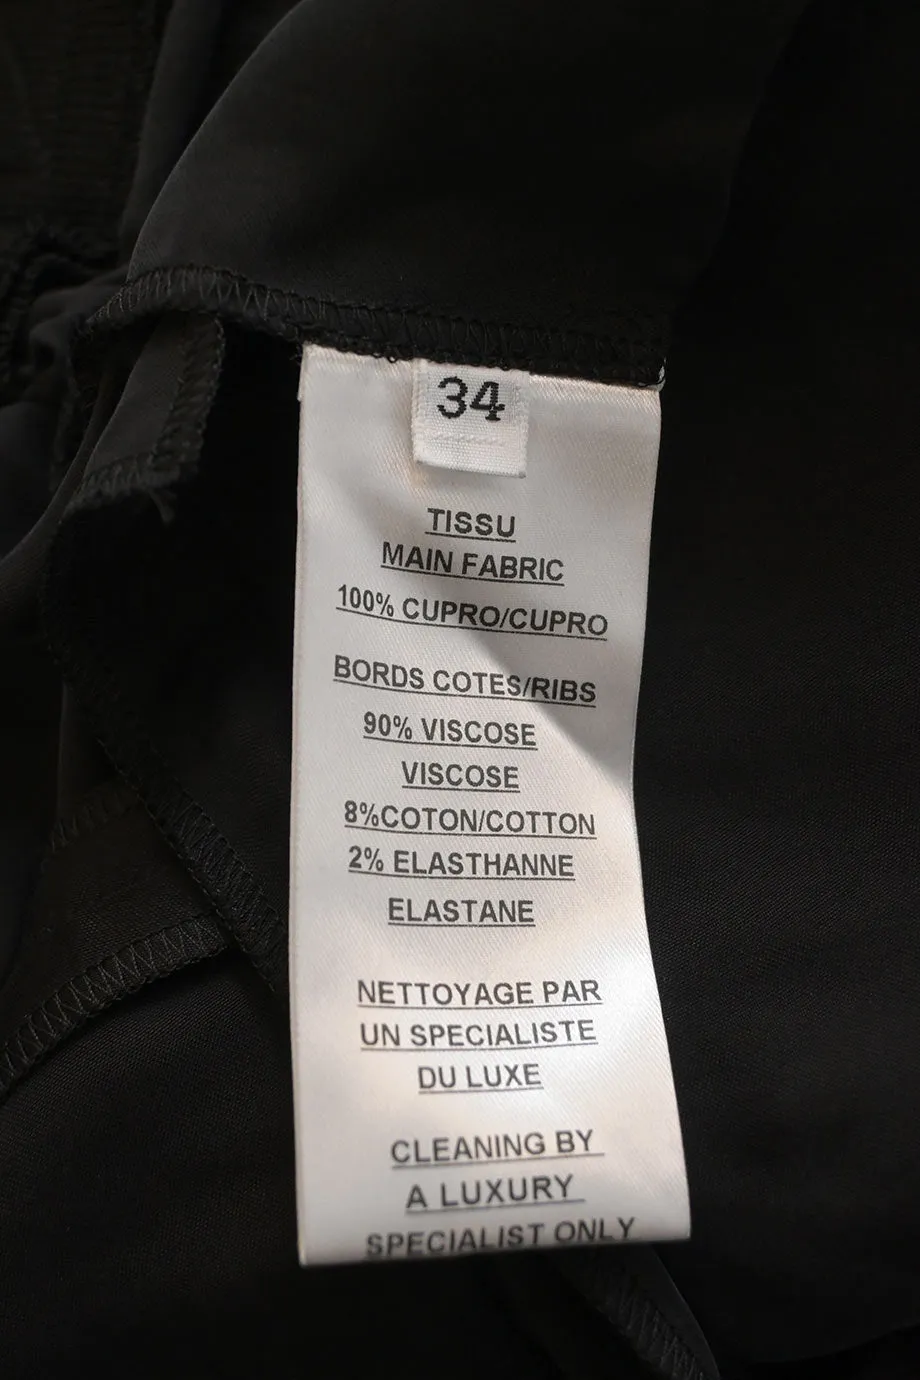 34
TISSU
MAIN FABRIC
100% CUPRO/CUPRO
BORDS COTES/RIBS
90% VISCOSE
VISCOSE
8%COTON/COTTON
2% ELASTHANNE
ELASTANE
NETTOYAGE PAR
UN SPECIALISTE
DU LUXE
CLEANING BY
A LUXURY
SPECIALIST ONLY